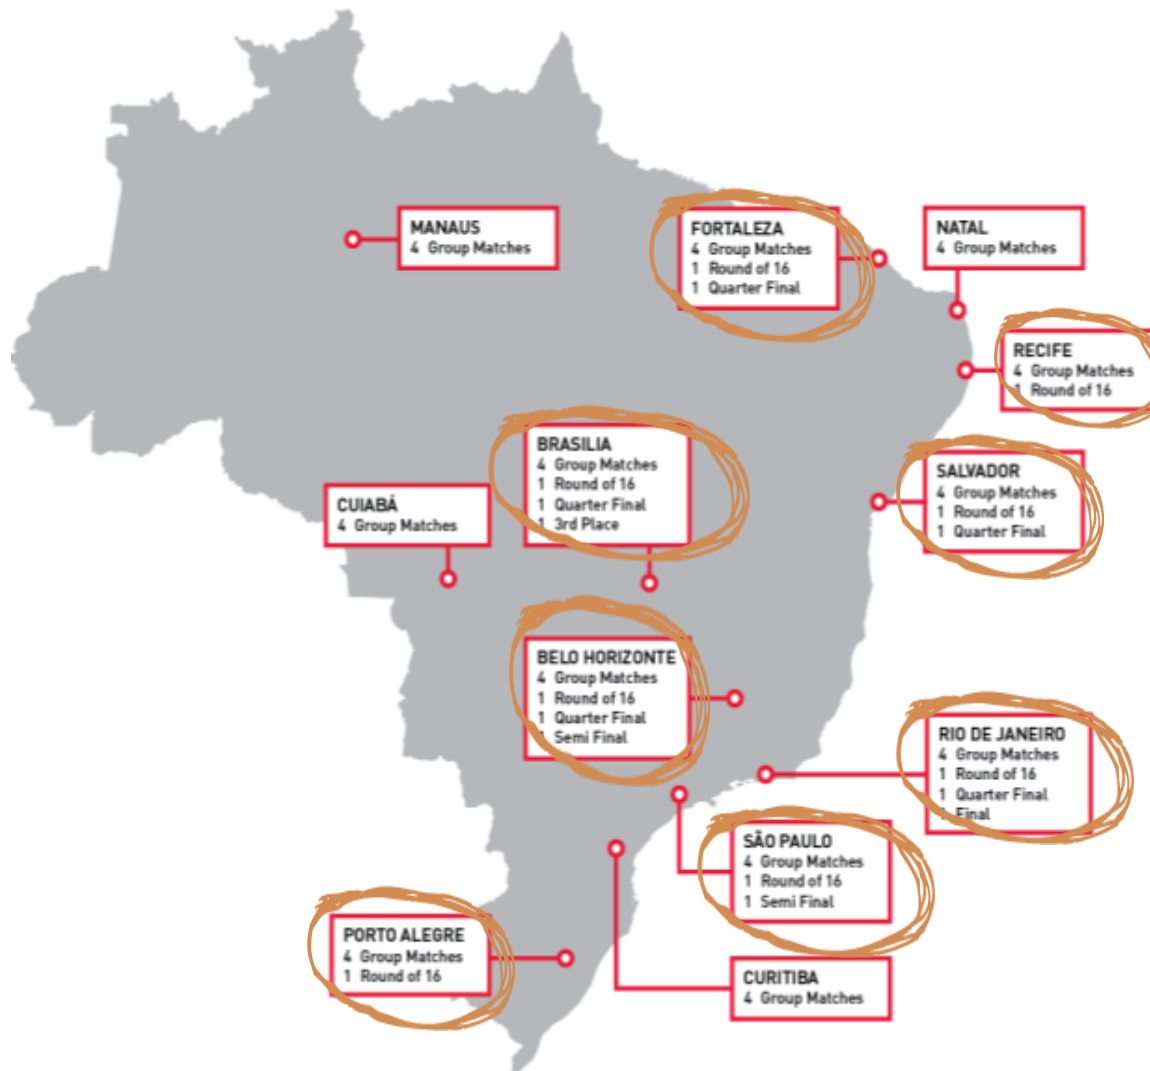 MANAUS
4 Group Matches
FORTALEZA
4 Group Matches
1 Round of 16
1 Quarter Final
NATAL
4 Group Matches
RECIFE
4 Group Matches
1 Round of 16
BRASILIA
4 Group Matches
1 Round of 16
1 Quarter Final
1 3rd Place
SALVADOR
4 Group Matches
1 Round of 16
1 Quarter Final
CUIABÁ
4 Group Matches
BELO HORIZONTE
4 Group Matches
1 Round of 16
1 Quarter Final
1 Semi Final
RIO DE JANEIRO
4 Group Matches
1 Round of 16
1 Quarter Final
1 Final
SÃO PAULO
4 Group Matches
1 Round of 16
1 Semi Final
PORTO ALEGRE
4 Group Matches
1 Round of 16
CURITIBA
4 Group Matches